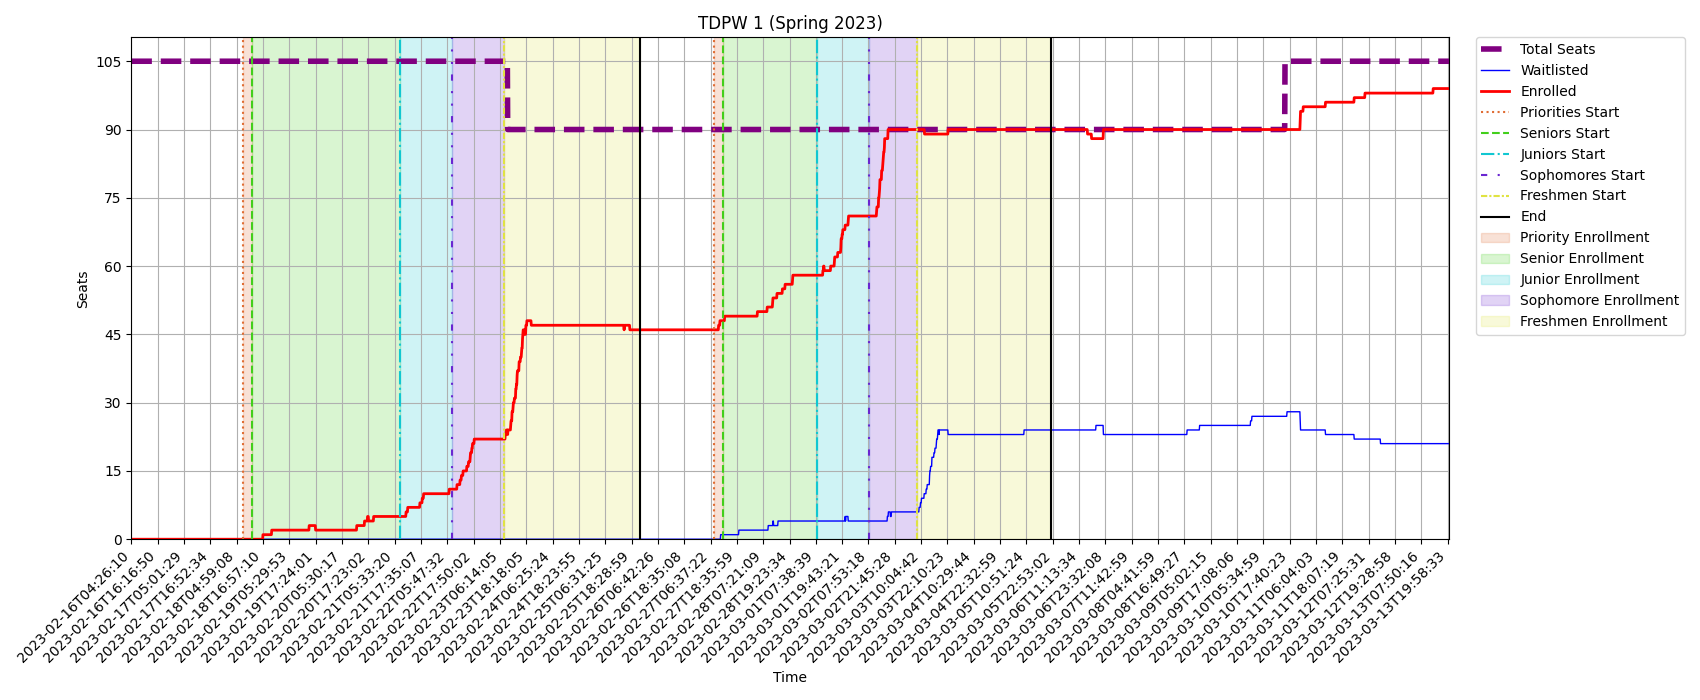 TDPW 1 (Spring 2023)
105
90
75
60
45
30
15
0
Seats
2023-02-16T04:26:10
2023-02-16T16:16:50
2023-02-17T05:01:29
2023-02-17T16:52:34
2023-02-18T04:59:08
2023-02-18T16:57:10
2023-02-19T05:29:53
2023-02-19T17:24:01
2023-02-20T05:30:17
2023-02-20T17:23:02
2023-02-21T05:33:20
2023-02-21T17:35:07
2023-02-22T05:47:32
2023-02-22T17:50:02
2023-02-23T06:14:05
2023-02-23T18:18:05
2023-02-24T06:25:24
2023-02-24T18:23:55
2023-02-25T06:31:25
2023-02-25T18:28:59
2023-02-26T06:42:26
2023-02-26T18:35:08
2023-02-27T06:37:22
2023-02-27T18:35:59
2023-02-28T07:21:09
2023-02-28T19:23:34
2023-03-01T07:38:39
2023-03-01T19:43:21
2023-03-02T07:53:18
2023-03-02T21:45:28
2023-03-03T10:04:42
2023-03-03T22:10:23
2023-03-04T10:29:44
2023-03-04T22:32:59
2023-03-05T10:51:24
2023-03-05T22:53:02
2023-03-06T11:13:34
2023-03-06T23:32:08
2023-03-07T11:42:59
2023-03-08T04:41:59
2023-03-08T16:49:27
2023-03-09T05:02:15
2023-03-09T17:08:06
2023-03-10T05:34:59
2023-03-10T17:40:23
2023-03-11T06:04:03
2023-03-11T18:07:19
2023-03-12T07:25:31
2023-03-12T19:28:58
2023-03-13T07:50:16
2023-03-13T19:58:33
Time
Total Seats
Waitlisted
Enrolled
Priorities Start
Seniors Start
Juniors Start
Sophomores Start
Freshmen Start
End
Priority Enrollment
Senior Enrollment
Junior Enrollment
Sophomore Enrollment
Freshmen Enrollment